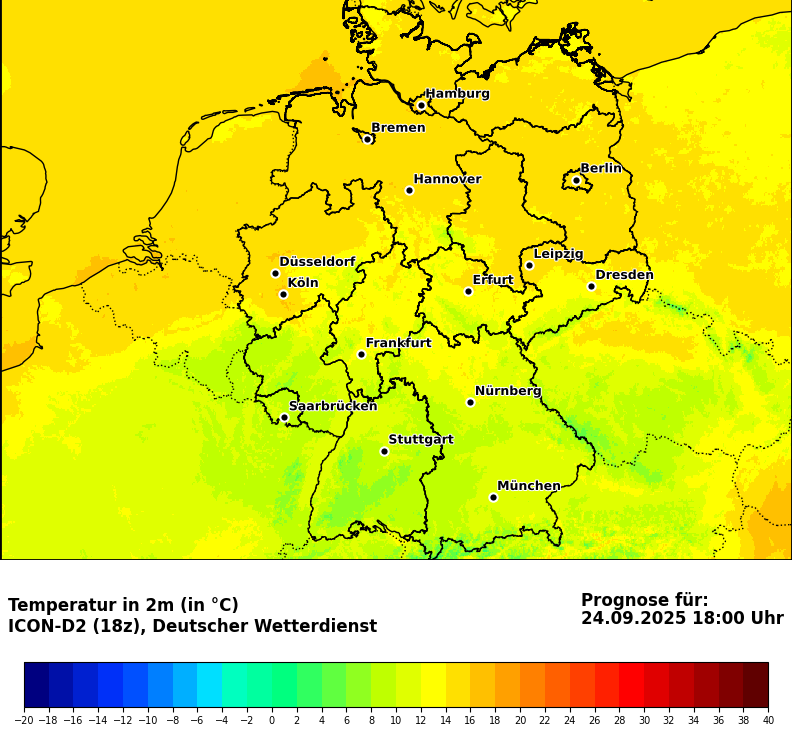 Hamburg
Bremen
Berlin
Hannover
Leipzig
Düsseldorf
Dresden
Köln
Erfurt
Frankfurt
Nürnberg
Saarbrücken
Stuttgart
München
Temperatur in 2m (in °C)
ICON-D2 (18z), Deutscher Wetterdienst
Prognose für:
24.09.2025 18:00 Uhr
−20 −18 −16 −14 −12 −10 −8 −6 −4 −2 0 2 4 6 8 10 12 14 16 18 20 22 24 26 28 30 32 34 36 38 40